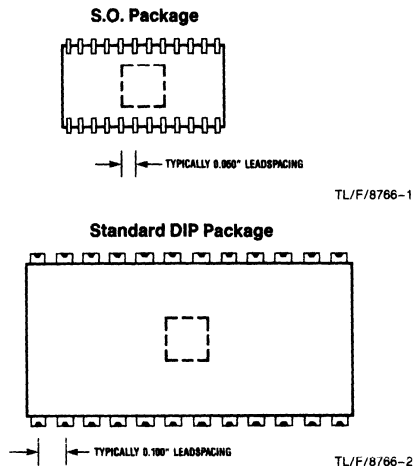 S.O. Package
TYPICALLY 0.050" LEADSPACING
TL/F/8766-1
Standard DIP Package
TYPICALLY 0.100" LEADSPACING
TL/F/8766-2